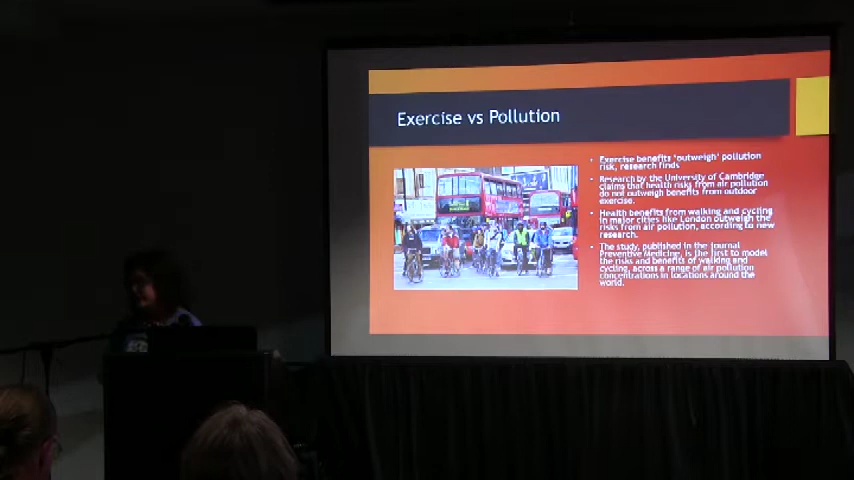 Exercise vs Pollution
• Exercise benefits 'outweigh' pollution
risk, research finds
• Research by the University of Cambridge
claims that health risks from air pollution
do not outweigh benefits from outdoor
exercise.
• Health benefits from walking and cycling
in major cities like London outweigh the
risks from air pollution, according to new
research.
• The study, published in the journal
Preventive Medicine, is the first to model
the risks and benefits of walking and
cycling, across a range of air pollution
concentrations in locations around the
world.